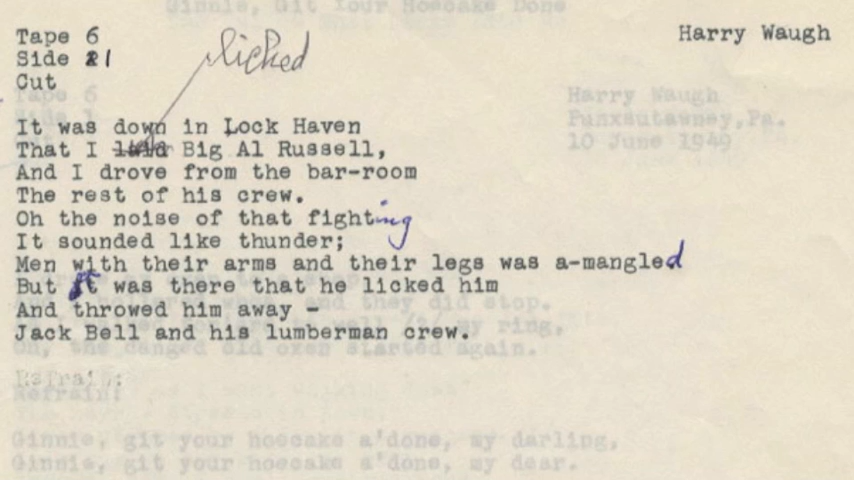 Ginnie, Git Your Hoecake Done
Tape 6 Harry Waugh
Side 1
Cut
licked
Tape 6 Harry Waugh
Side 1 Punxsutawney, Pa.
10 June 1949
It was down in Lock Haven
That I Big Al Russell,
And I drove from the bar-room
The rest of his crew.
Oh the noise of that fighting
It sounded like thunder;
Men with their arms and their legs was a-mangled
But it was there that he licked him
And throwed him away -
Jack Bell and his lumberman crew.
and they did stop.
my ring,
Oh, the danged old oxen started again.
Refrain:
Refrain:
Ginnie, git your hoecake a'done, my darling,
Ginnie, git your hoecake a'done, my dear.